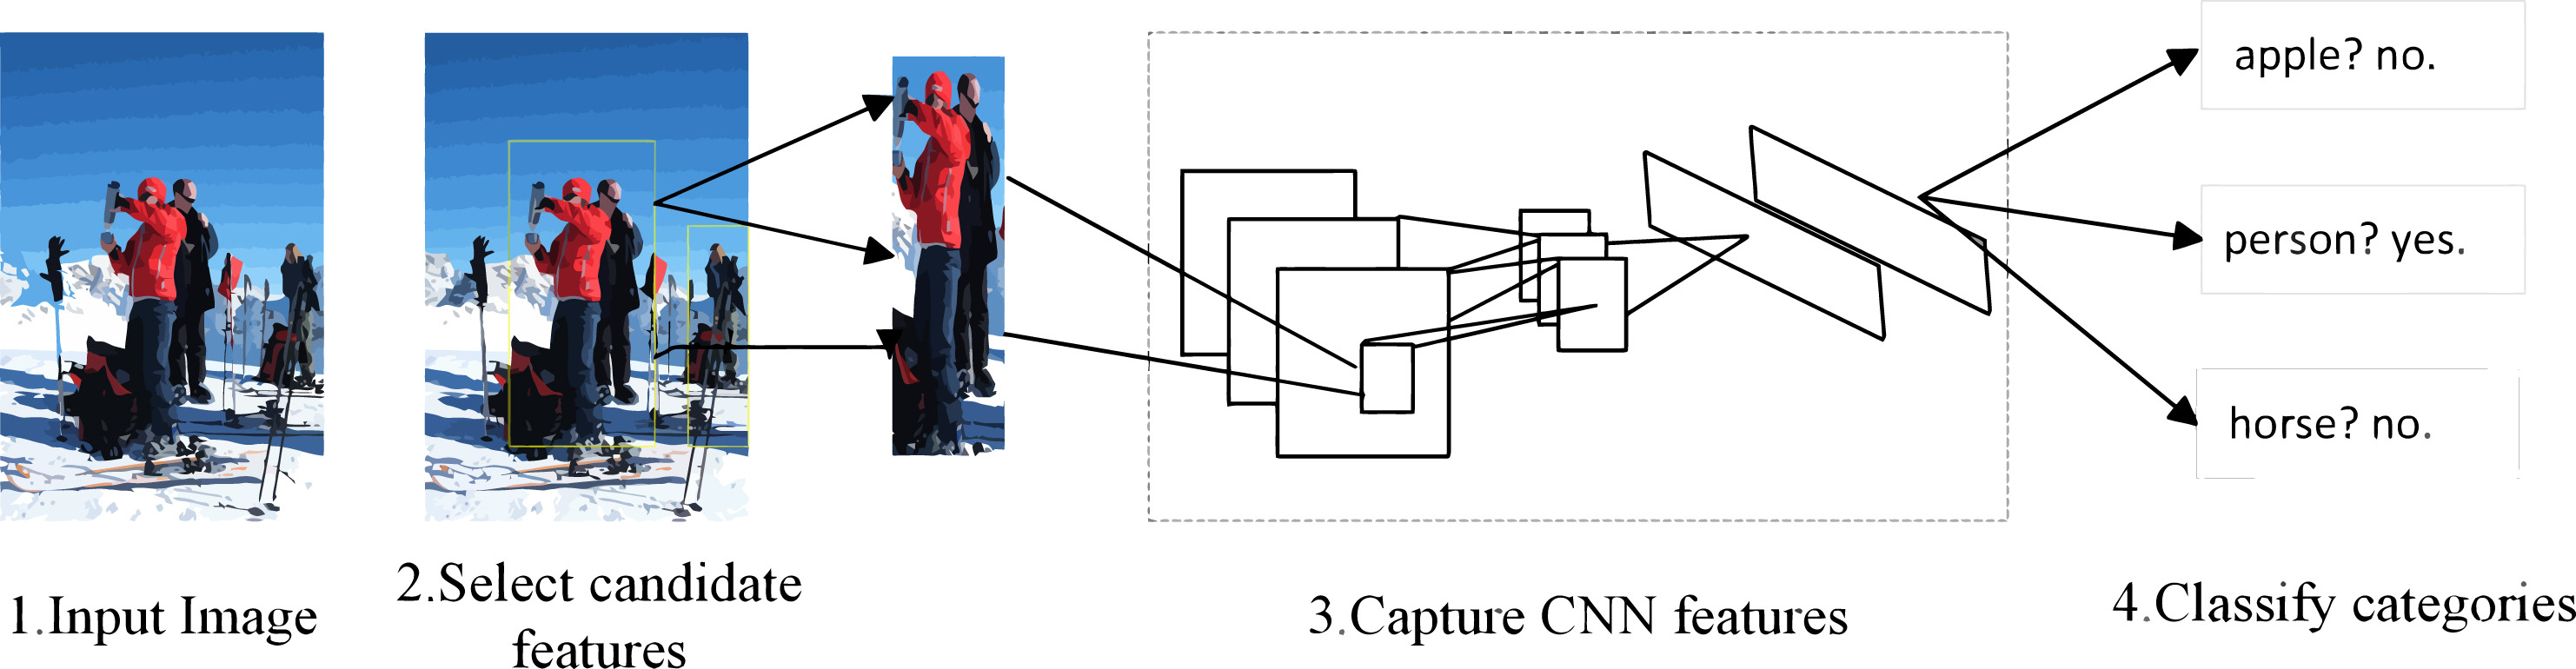 apple? no.
person? yes.
horse? no.
1.Input Image
2.Select candidate
features
3.Capture CNN features
4.Classify categories